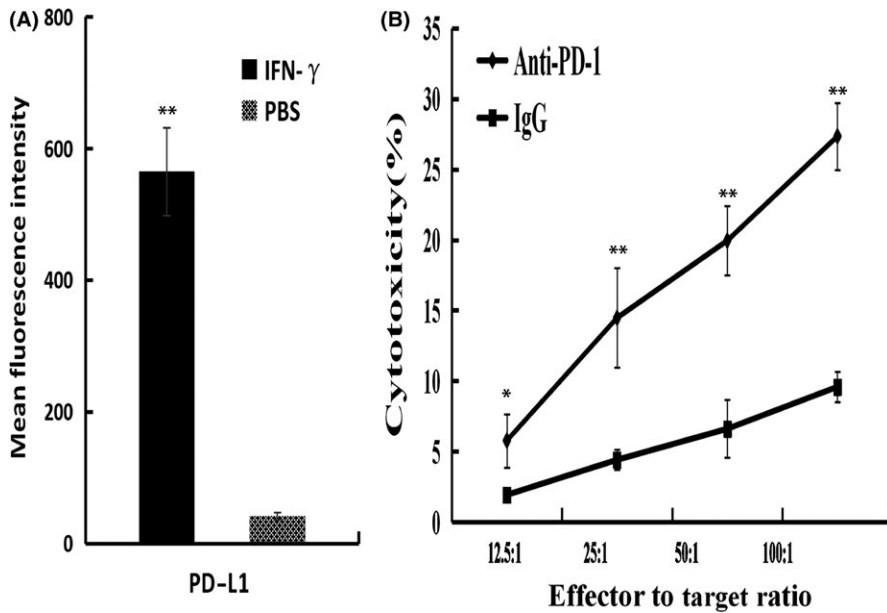 (A)
800
600
400
200
0
Mean fluorescence intensity
IFN-γ
PBS
**
PD-L1
(B)
35
30
25
20
15
10
5
0
Cytotoxicity(%)
Anti-PD-1
IgG
*
**
**
**
12.5:1 25:1 50:1 100:1
Effector to target ratio